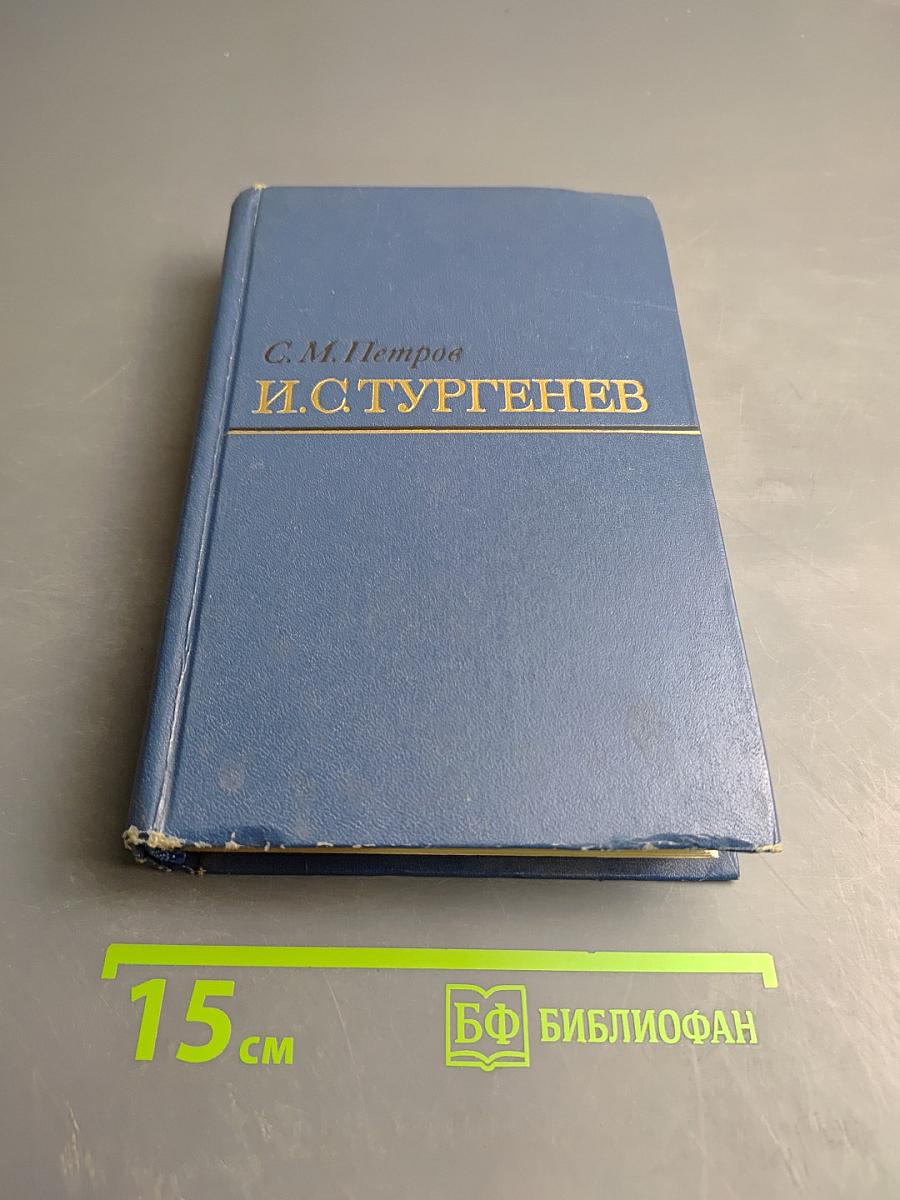 С. М. Петров
И. С. ТУРГЕНЕВ
15 см
БФ БИБЛИОФАН